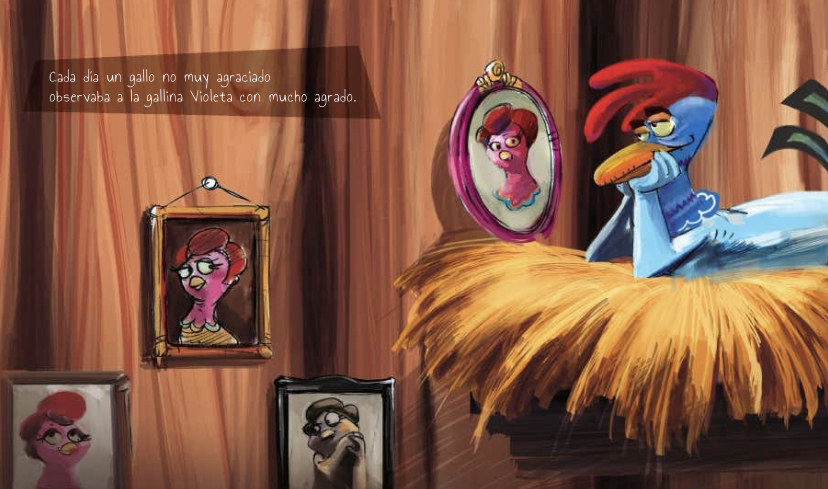 Cada día un gallo no muy agraciado
observaba a la gallina Violeta con mucho agrado.